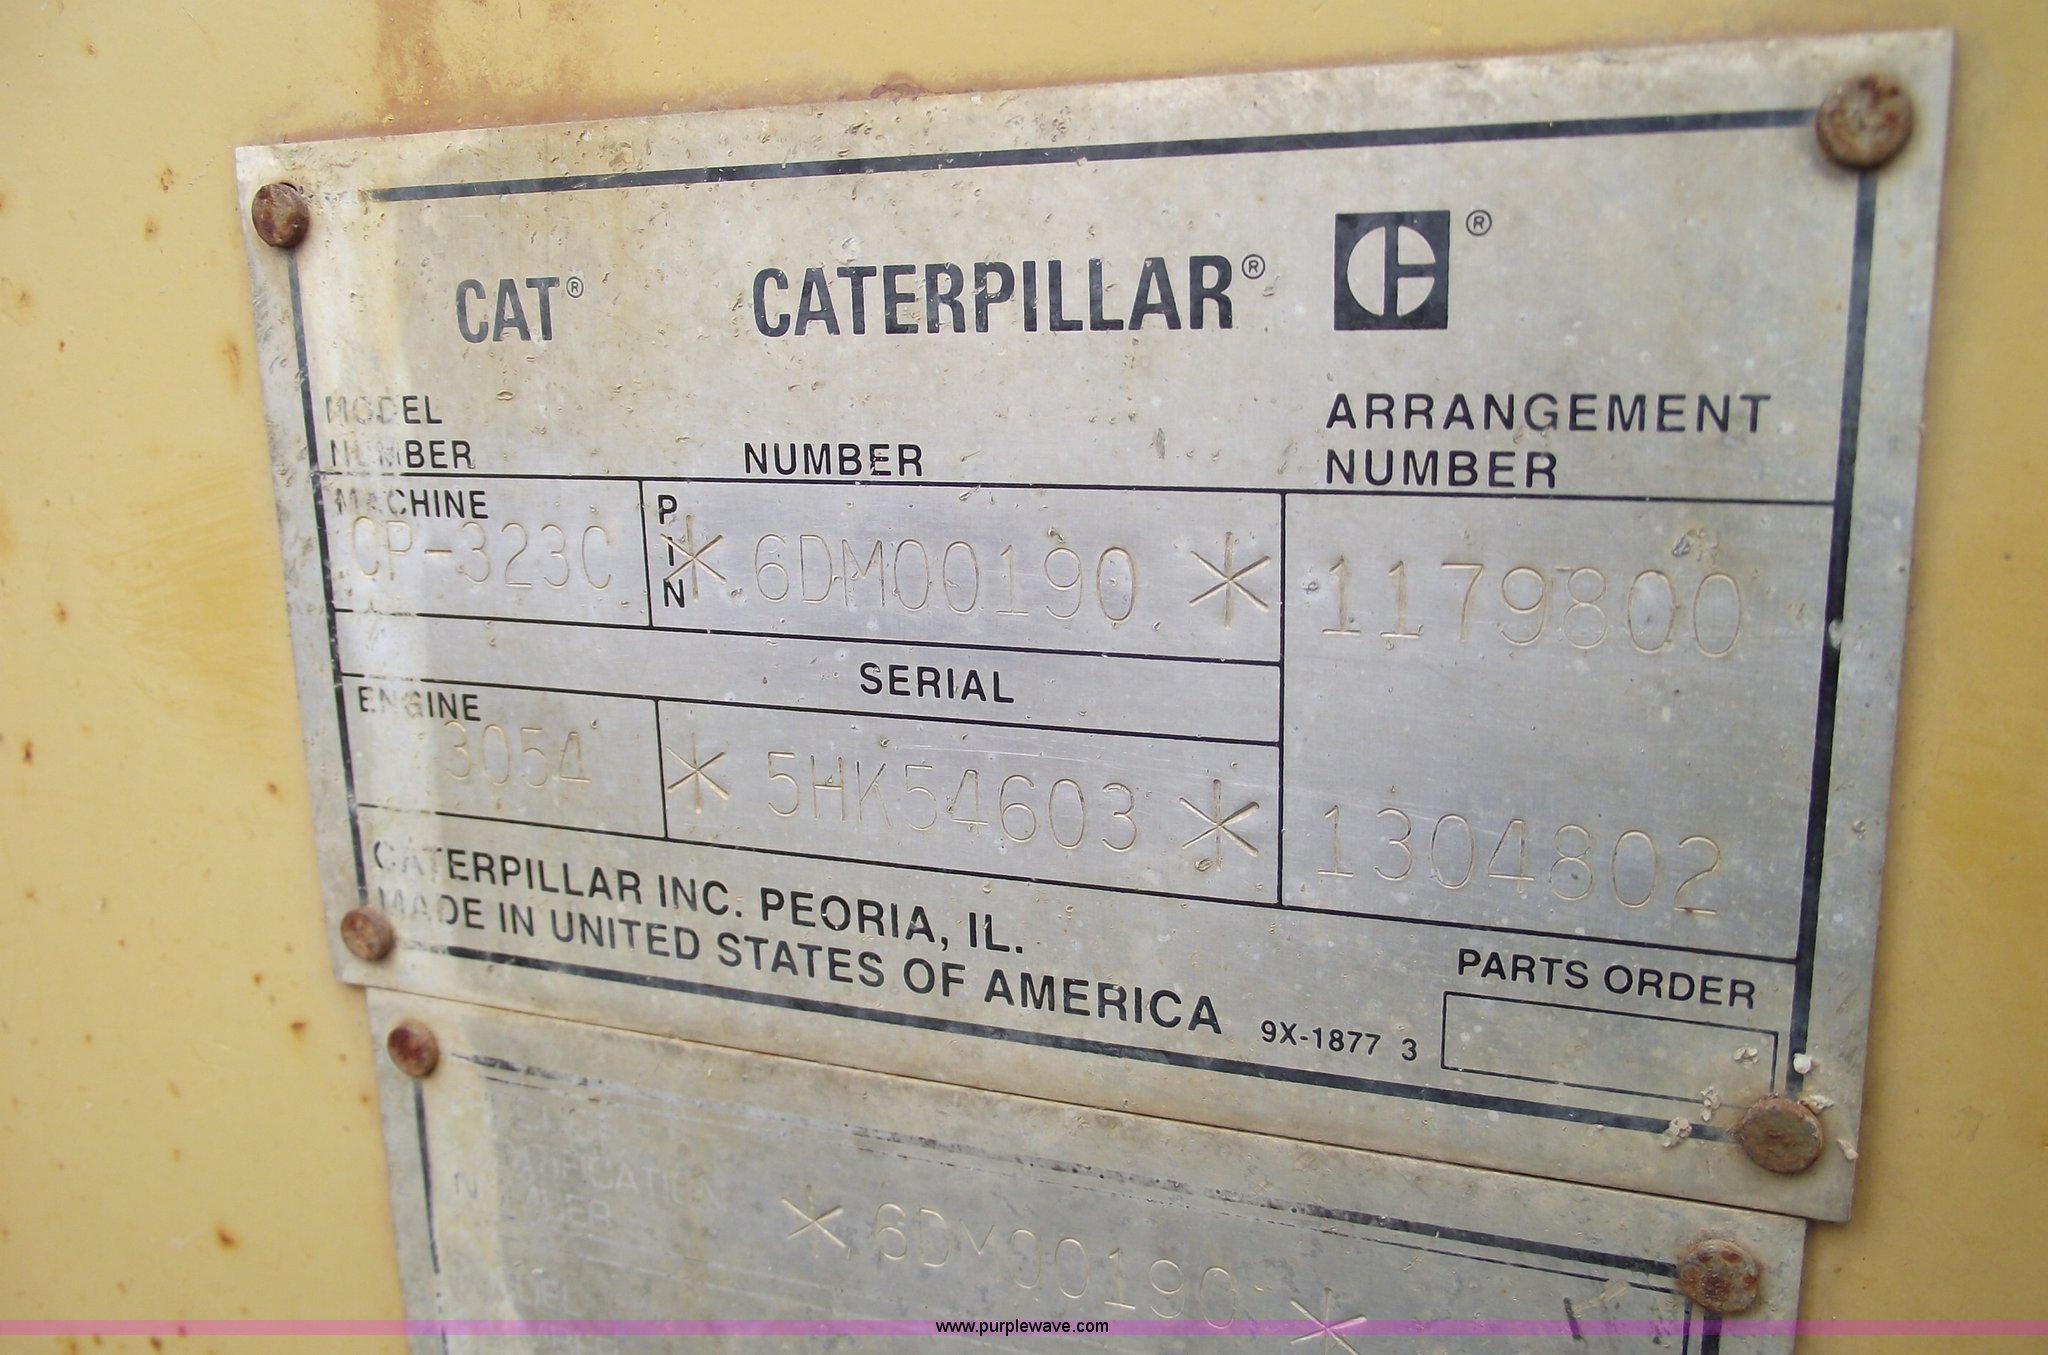 CAT® CATERPILLAR® ®
MODEL NUMBER
NUMBER
ARRANGEMENT NUMBER
MACHINE
CP-323C
PIN
* 6DM00190 *
1179800
SERIAL
ENGINE
3054
* 5HK54603 *
1304802
CATERPILLAR INC. PEORIA, IL.
MADE IN UNITED STATES OF AMERICA
9X-1877 3
PARTS ORDER
* 6DM00190 *
www.purplewave.com